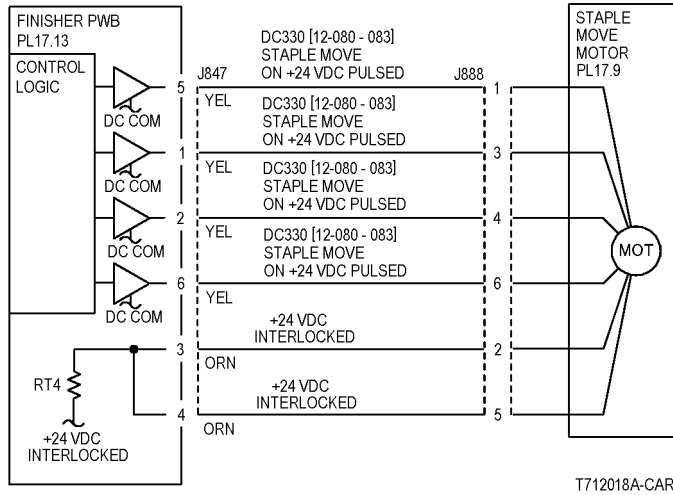 FINISHER PWB
PL17.13
CONTROL
LOGIC
DC COM
DC COM
DC COM
DC COM
RT4
+24 VDC
INTERLOCKED
5
1
2
6
3
4
J847
YEL
YEL
YEL
YEL
ORN
ORN
DC330 [12-080 - 083]
STAPLE MOVE
ON +24 VDC PULSED
DC330 [12-080 - 083]
STAPLE MOVE
ON +24 VDC PULSED
DC330 [12-080 - 083]
STAPLE MOVE
ON +24 VDC PULSED
DC330 [12-080 - 083]
STAPLE MOVE
ON +24 VDC PULSED
+24 VDC
INTERLOCKED
+24 VDC
INTERLOCKED
J888
1
3
4
6
2
5
STAPLE
MOVE
MOTOR
PL17.9
MOT
T712018A-CAR